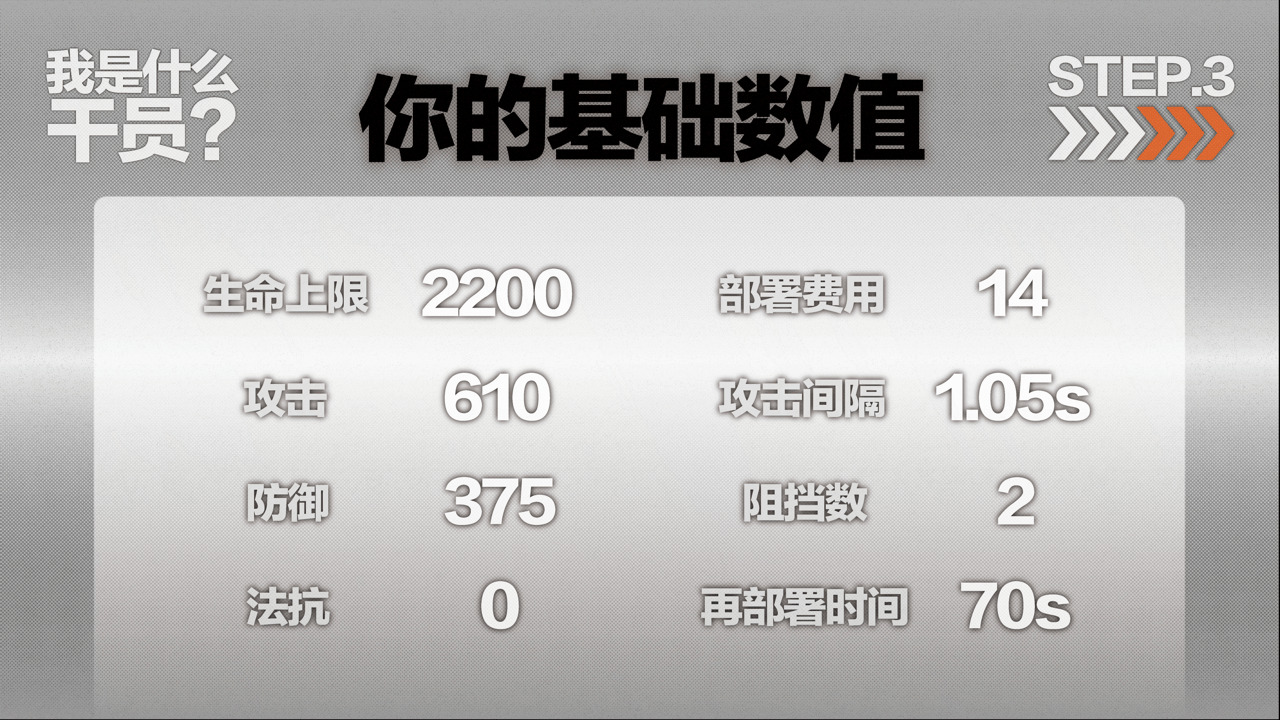 我是什么
干员?
你的基础数值
STEP.3
生命上限 2200 部署费用 14
攻击 610 攻击间隔 1.05s
防御 375 阻挡数 2
法抗 0 再部署时间 70s